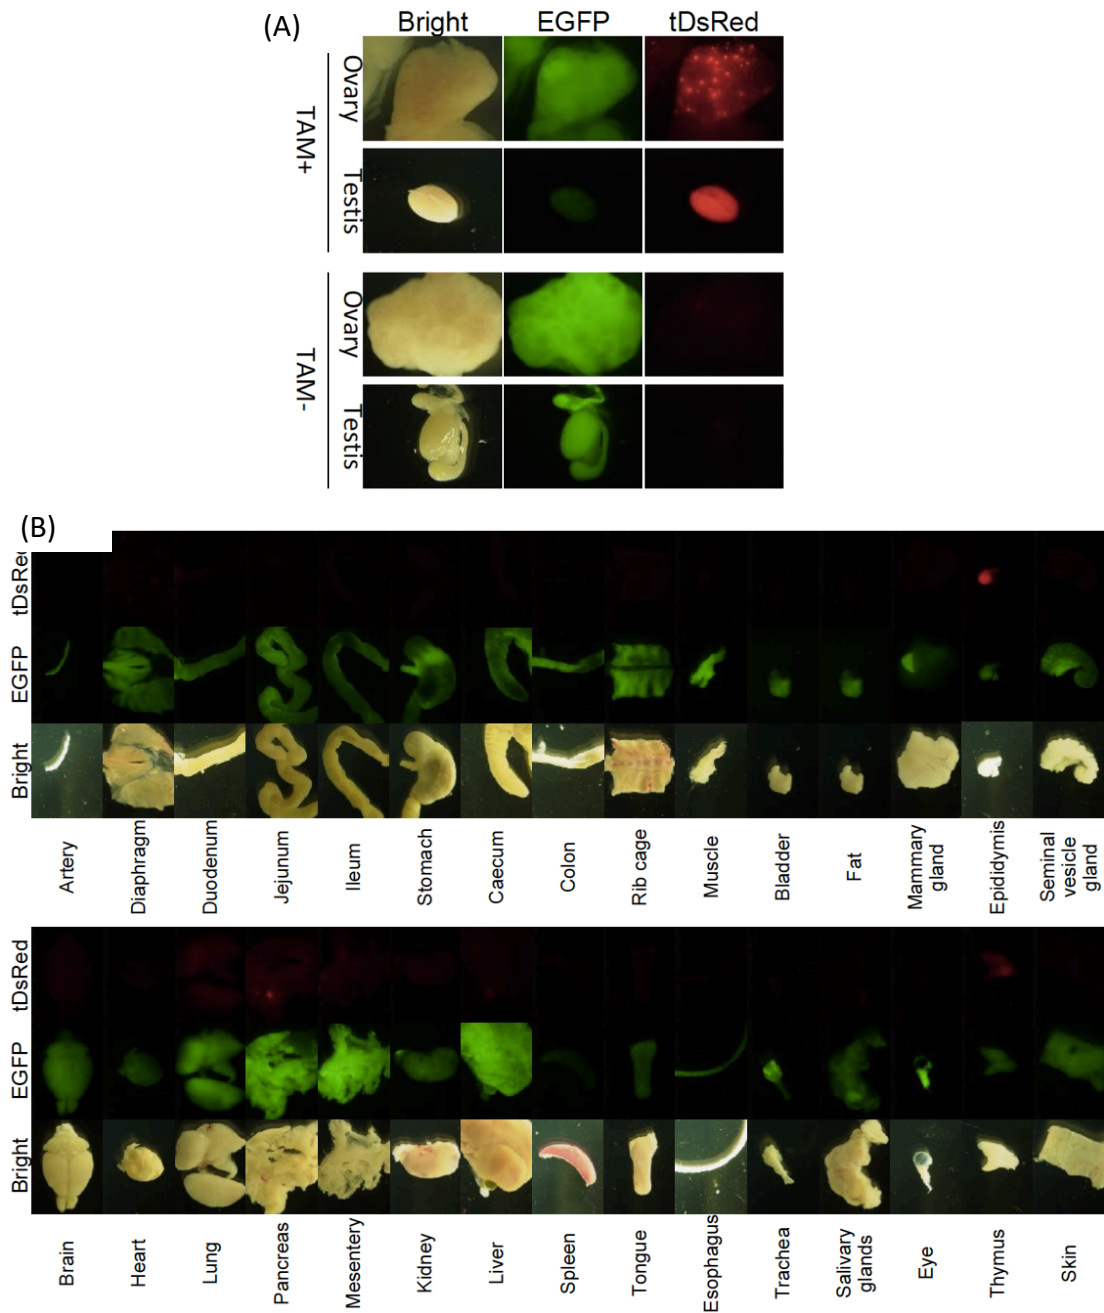 (A)
Bright EGFP tDsRed
TAM+
Ovary
Testis
TAM-
Ovary
Testis
(B)
tDsRed
EGFP
Bright
Artery
Diaphragm
Duodenum
Jejunum
Ileum
Stomach
Caecum
Colon
Rib cage
Muscle
Bladder
Fat
Mammary
gland
Epididymis
Seminal
vesicle
gland
tDsRed
EGFP
Bright
Brain
Heart
Lung
Pancreas
Mesentery
Kidney
Liver
Spleen
Tongue
Esophagus
Trachea
Salivary
glands
Eye
Thymus
Skin